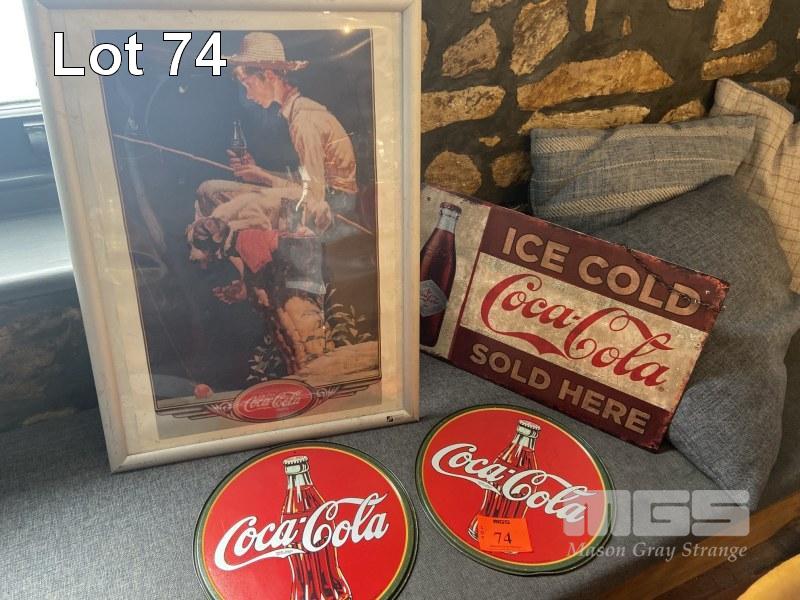 Lot 74
Coca-Cola
ICE COLD
Coca-Cola
SOLD HERE
Coca-Cola
Coca-Cola
MGS
74
MGS
Mason Gray Strange